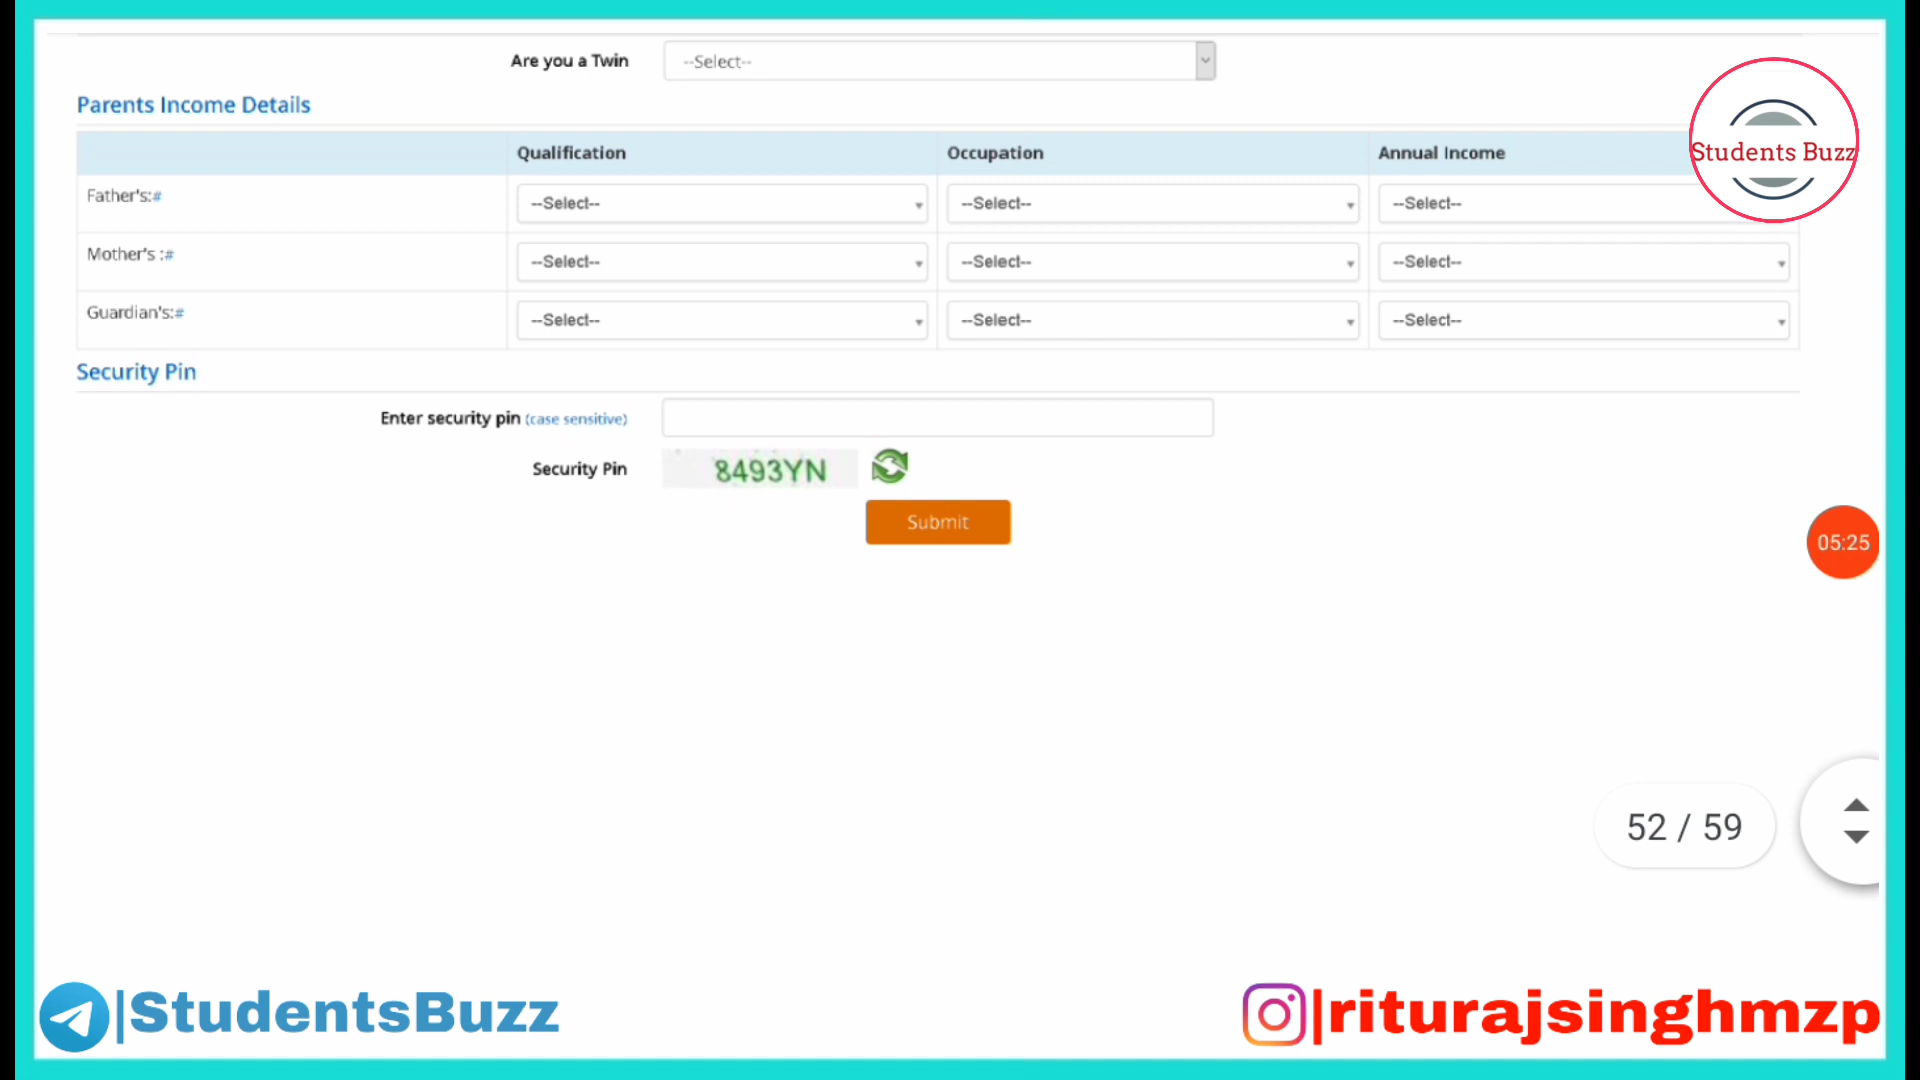 Are you a Twin --Select--
Parents Income Details
Students Buzz
Qualification Occupation Annual Income
Father's:# --Select-- --Select-- --Select--
Mother's :# --Select-- --Select-- --Select--
Guardian's:# --Select-- --Select-- --Select--
Security Pin
Enter security pin (case sensitive)
Security Pin 8493YN
Submit
05:25
52 / 59
|StudentsBuzz |riturajsinghmzp